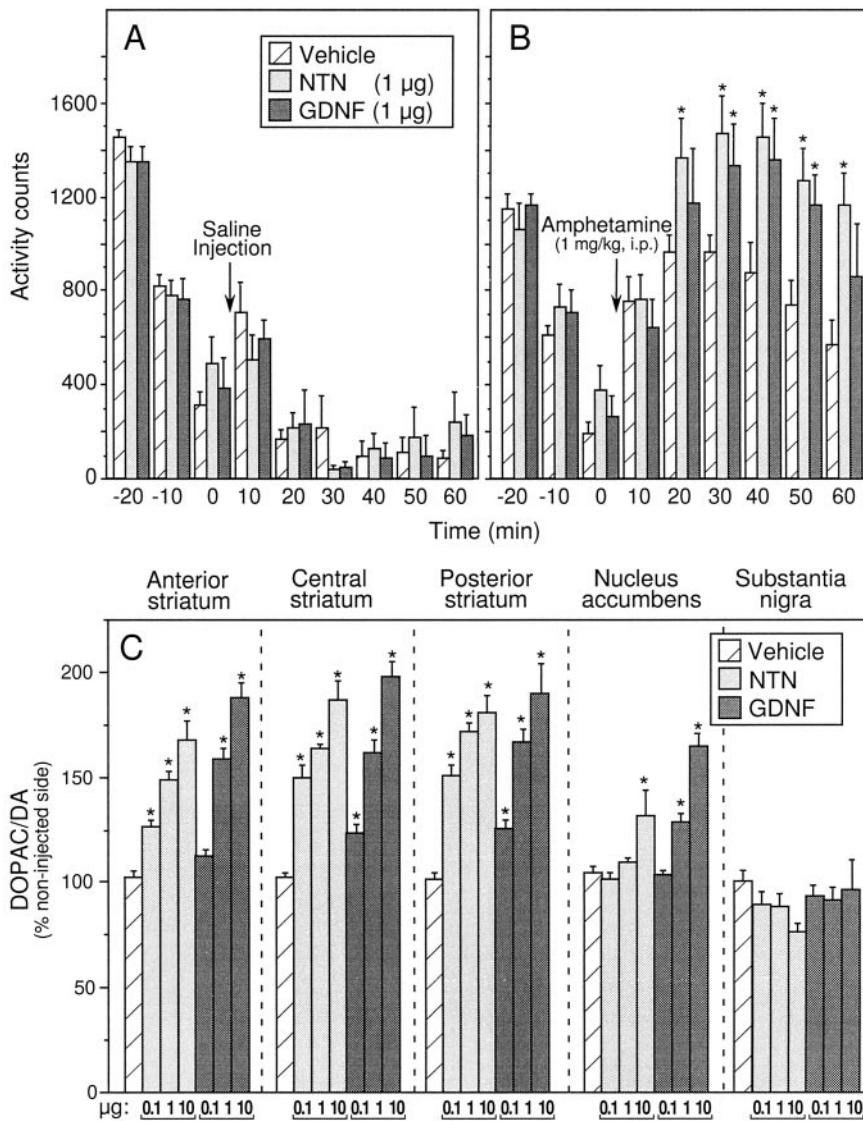 A
Vehicle
NTN (1 µg)
GDNF (1 µg)
Saline
Injection
B
Amphetamine
(1 mg/kg, i.p.)
* * * * * * * *
Activity counts
1600
1200
800
400
0
-20 -10 0 10 20 30 40 50 60
-20 -10 0 10 20 30 40 50 60
Time (min)
Anterior
striatum
Central
striatum
Posterior
striatum
Nucleus
accumbens
Substantia
nigra
C
Vehicle
NTN
GDNF
* * * * * * * * * * * * * * * * * * * *
DOPAC/DA
(% non-injected side)
200
150
100
50
0
µg: 0.1 1 10 0.1 1 10 0.1 1 10 0.1 1 10 0.1 1 10 0.1 1 10 0.1 1 10 0.1 1 10 0.1 1 10 0.1 1 10